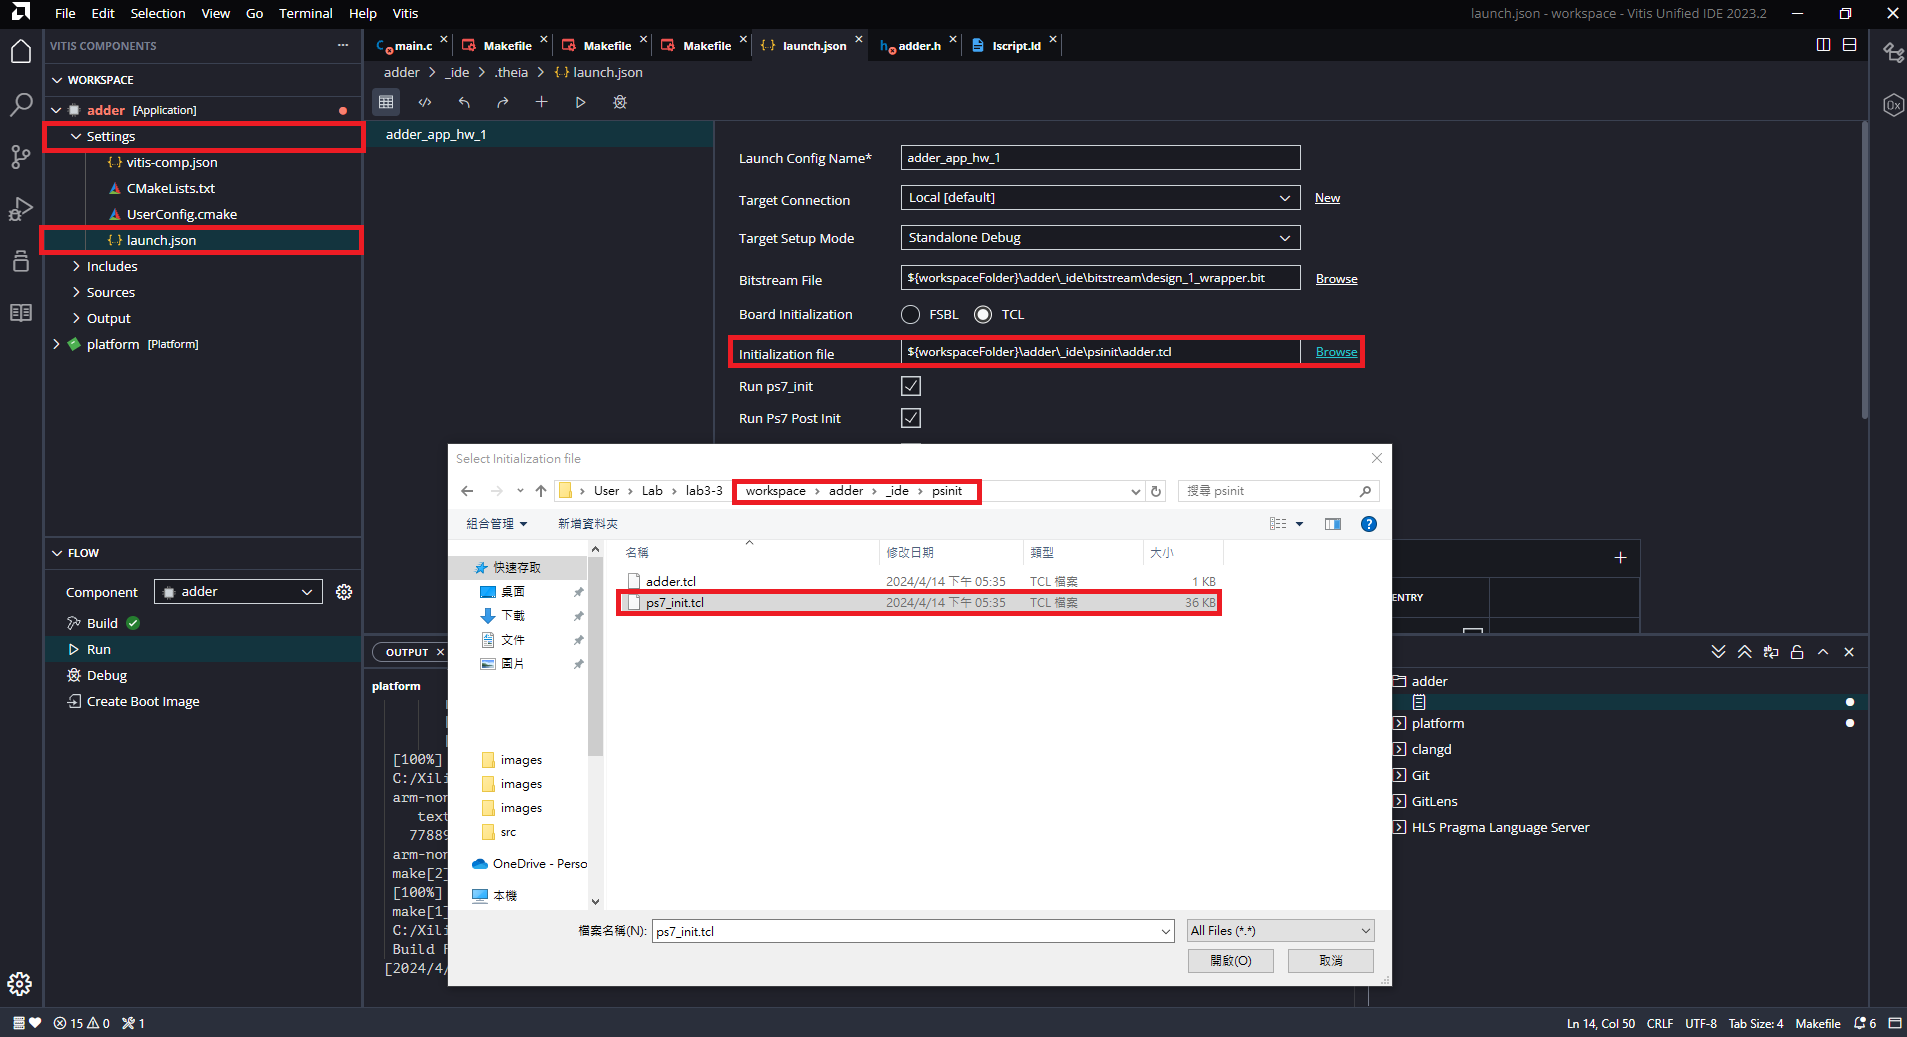 File Edit Selection View Go Terminal Help Vitis
launch.json - workspace - Vitis Unified IDE 2023.2
VITIS COMPONENTS
WORKSPACE
adder [Application]
Settings
vitis-comp.json
CMakeLists.txt
UserConfig.cmake
launch.json
Includes
Sources
Output
platform [Platform]
FLOW
Component adder
Build
Run
Debug
Create Boot Image
main.c Makefile Makefile Makefile launch.json adder.h lscript.ld
adder > _ide > .theia > launch.json
adder_app_hw_1
Launch Config Name* adder_app_hw_1
Target Connection Local [default] New
Target Setup Mode Standalone Debug
Bitstream File ${workspaceFolder}\adder\_ide\bitstream\design_1_wrapper.bit Browse
Board Initialization FSBL TCL
Initialization file ${workspaceFolder}\adder\_ide\psinit\adder.tcl Browse
Run ps7_init
Run Ps7 Post Init
Select Initialization file
User > Lab > lab3-3 > workspace > adder > _ide > psinit
搜尋 psinit
組合管理 新增資料夾
快速存取
桌面
下載
文件
圖片
images
images
images
src
OneDrive - Perso
本機
名稱 修改日期 類型 大小
adder.tcl 2024/4/14 下午 05:35 TCL 檔案 1 KB
ps7_init.tcl 2024/4/14 下午 05:35 TCL 檔案 36 KB
檔案名稱(N): ps7_init.tcl All Files (*.*)
開啟(O) 取消
ENTRY
OUTPUT
platform
[100%]
C:/Xili
arm-nor
text
77889
arm-nor
make[2]
[100%]
make[1]
C:/Xili
Build F
[2024/4/
adder
platform
clangd
Git
GitLens
HLS Pragma Language Server
15 0 1
Ln 14, Col 50 CRLF UTF-8 Tab Size: 4 Makefile 6
0x